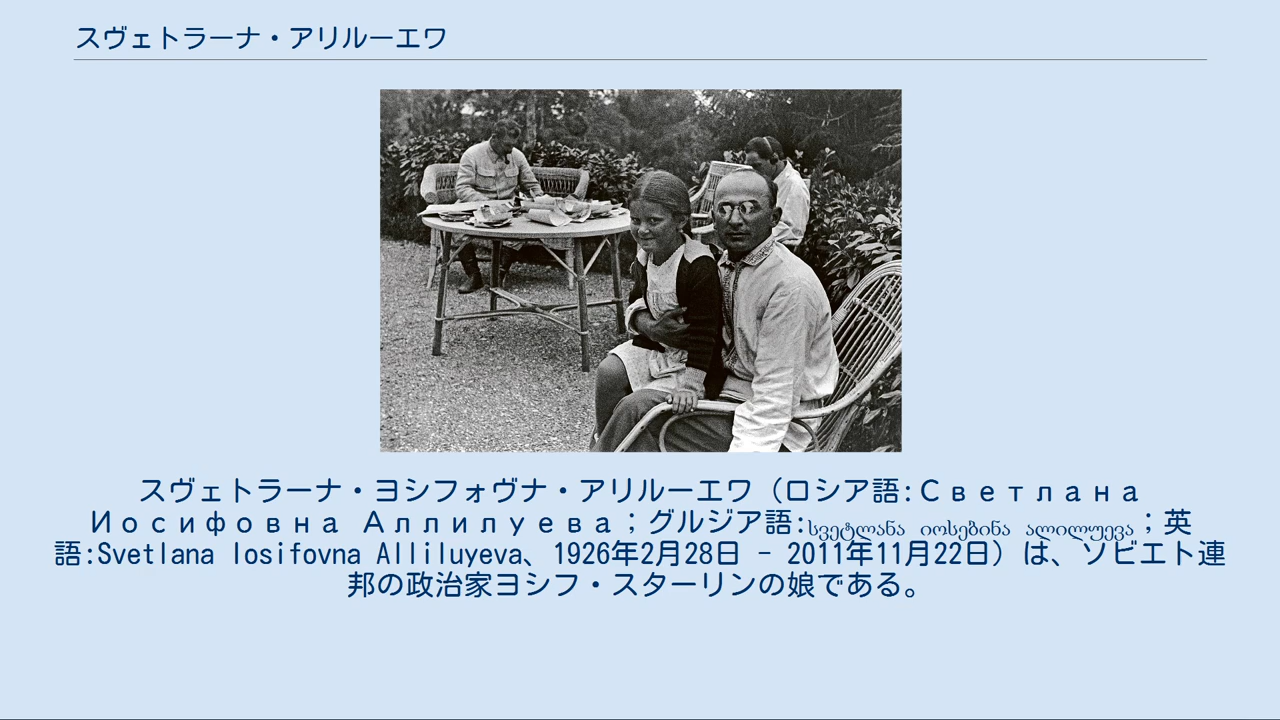 スヴェトラーナ・アリルーエワ
スヴェトラーナ・ヨシフォヴナ・アリルーエワ（ロシア語:Светлана
Иосифовна Аллилуева；グルジア語:სვეტლანა იოსებინა ალილუევა；英
語:Svetlana Iosifovna Alliluyeva、1926年2月28日 - 2011年11月22日）は、ソビエト連
邦の政治家ヨシフ・スターリンの娘である。